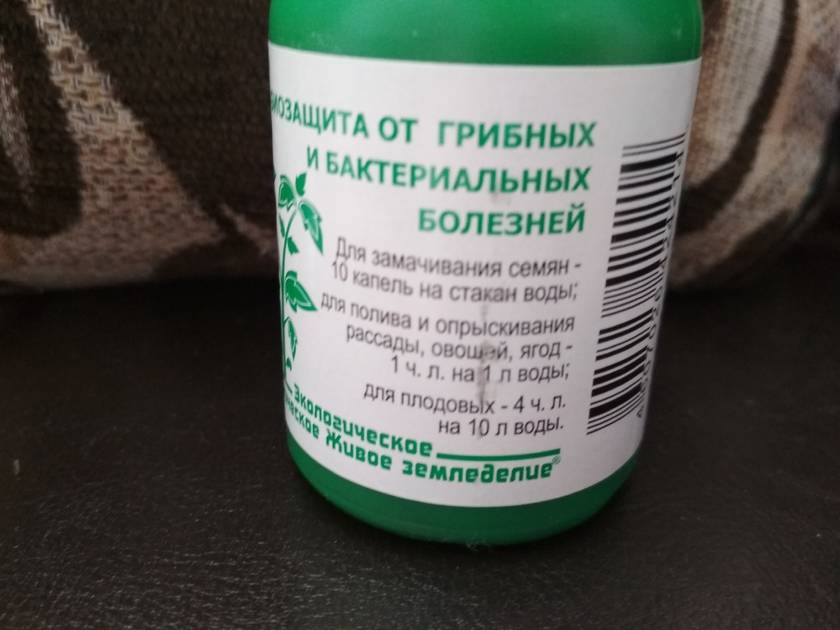 БИОЗАЩИТА ОТ ГРИБНЫХ
И БАКТЕРИАЛЬНЫХ
БОЛЕЗНЕЙ
Для замачивания семян -
10 капель на стакан воды;
для полива и опрыскивания
рассады, овощей, ягод -
1 ч. л. на 1 л воды;
для плодовых - 4 ч. л.
на 10 л воды.
Экологическое
Живое земледелие®